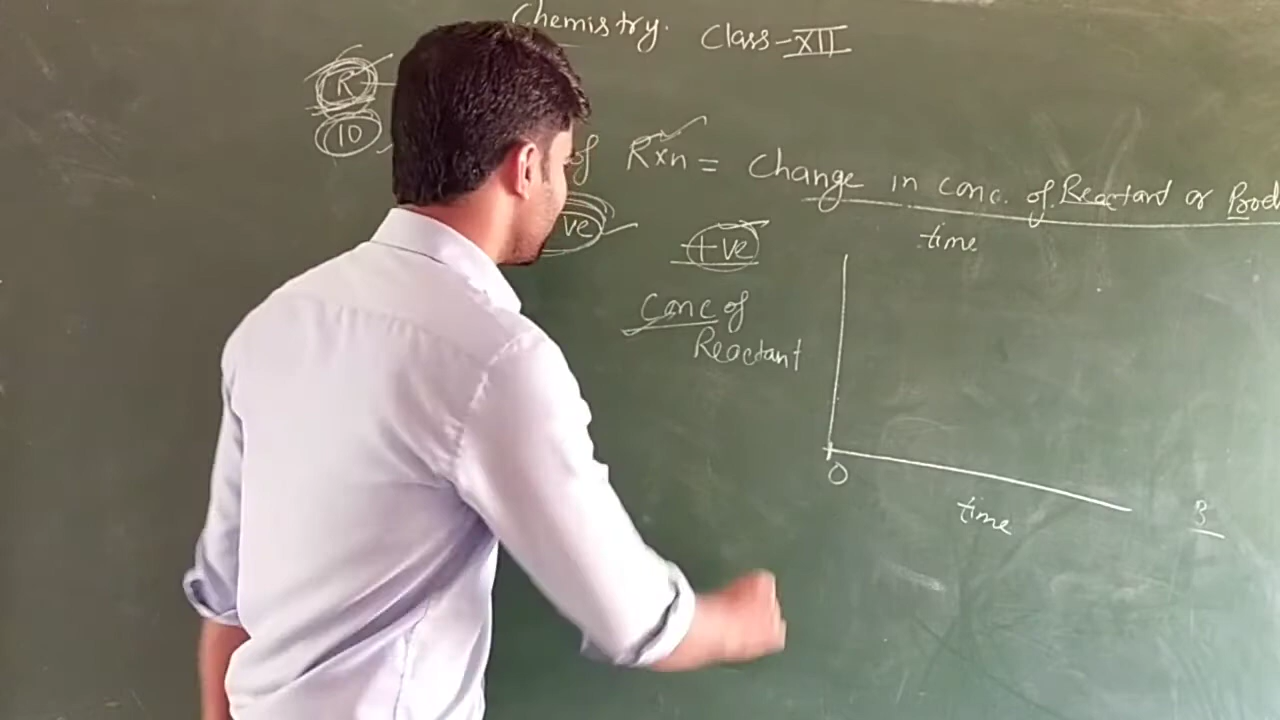 Chemistry. Class-XII
R
10
of Rxn = Change in conc. of Reactant or Prod
time
ve
+ve
Conc of
Reactant
0
time